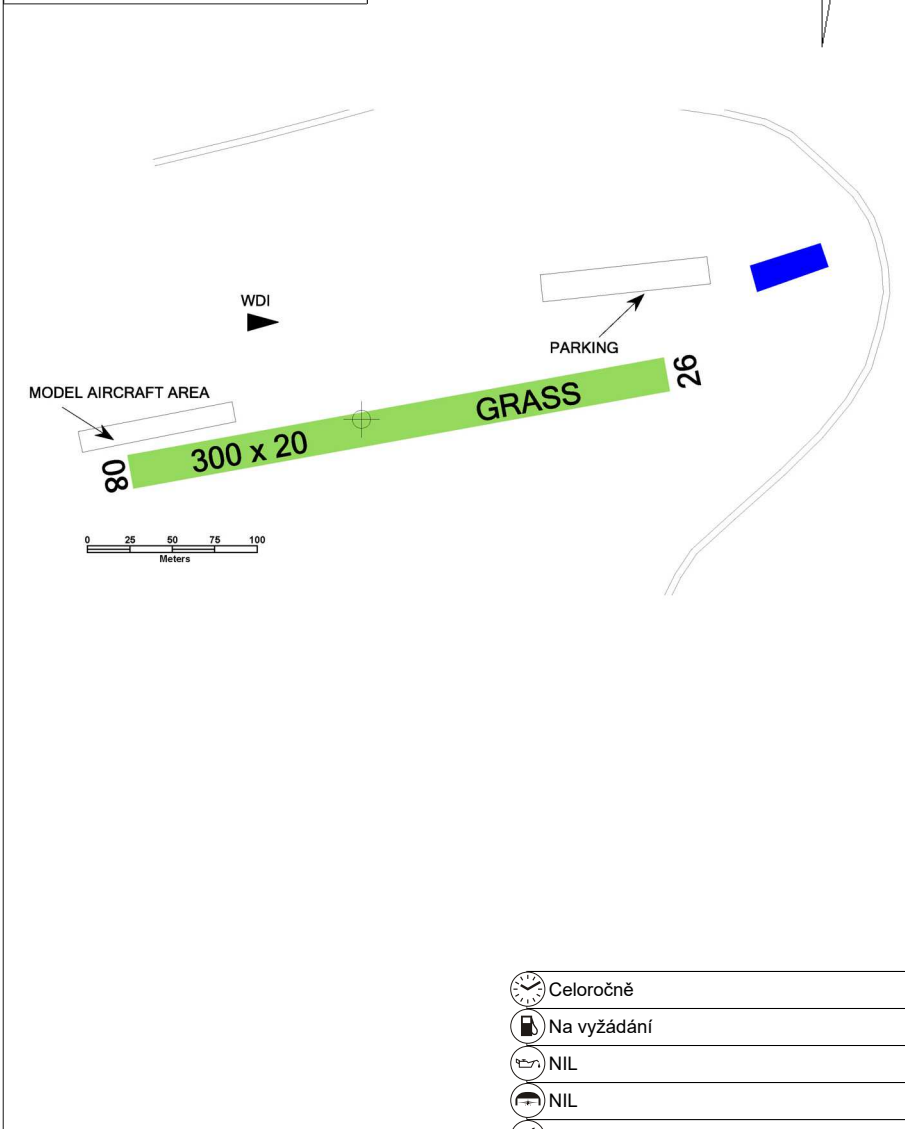 WDI
PARKING
26
MODEL AIRCRAFT AREA
GRASS
300 x 20
08
0 25 50 75 100
Meters
Celoročně
Na vyžádání
NIL
NIL